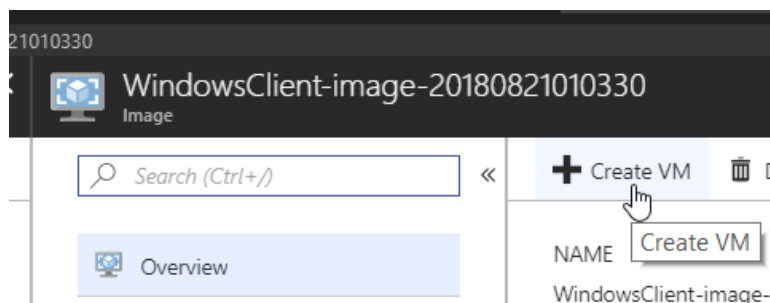 21010330
WindowsClient-image-20180821010330
Image
Search (Ctrl+/)
«
Create VM
D
Overview
Create VM
NAME
WindowsClient-image-